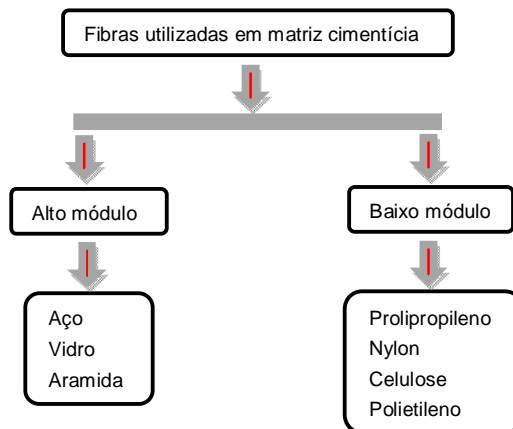 Fibras utilizadas em matriz cimentícia
Alto módulo
Baixo módulo
Aço
Vidro
Aramida
Prolipropileno
Nylon
Celulose
Polietileno